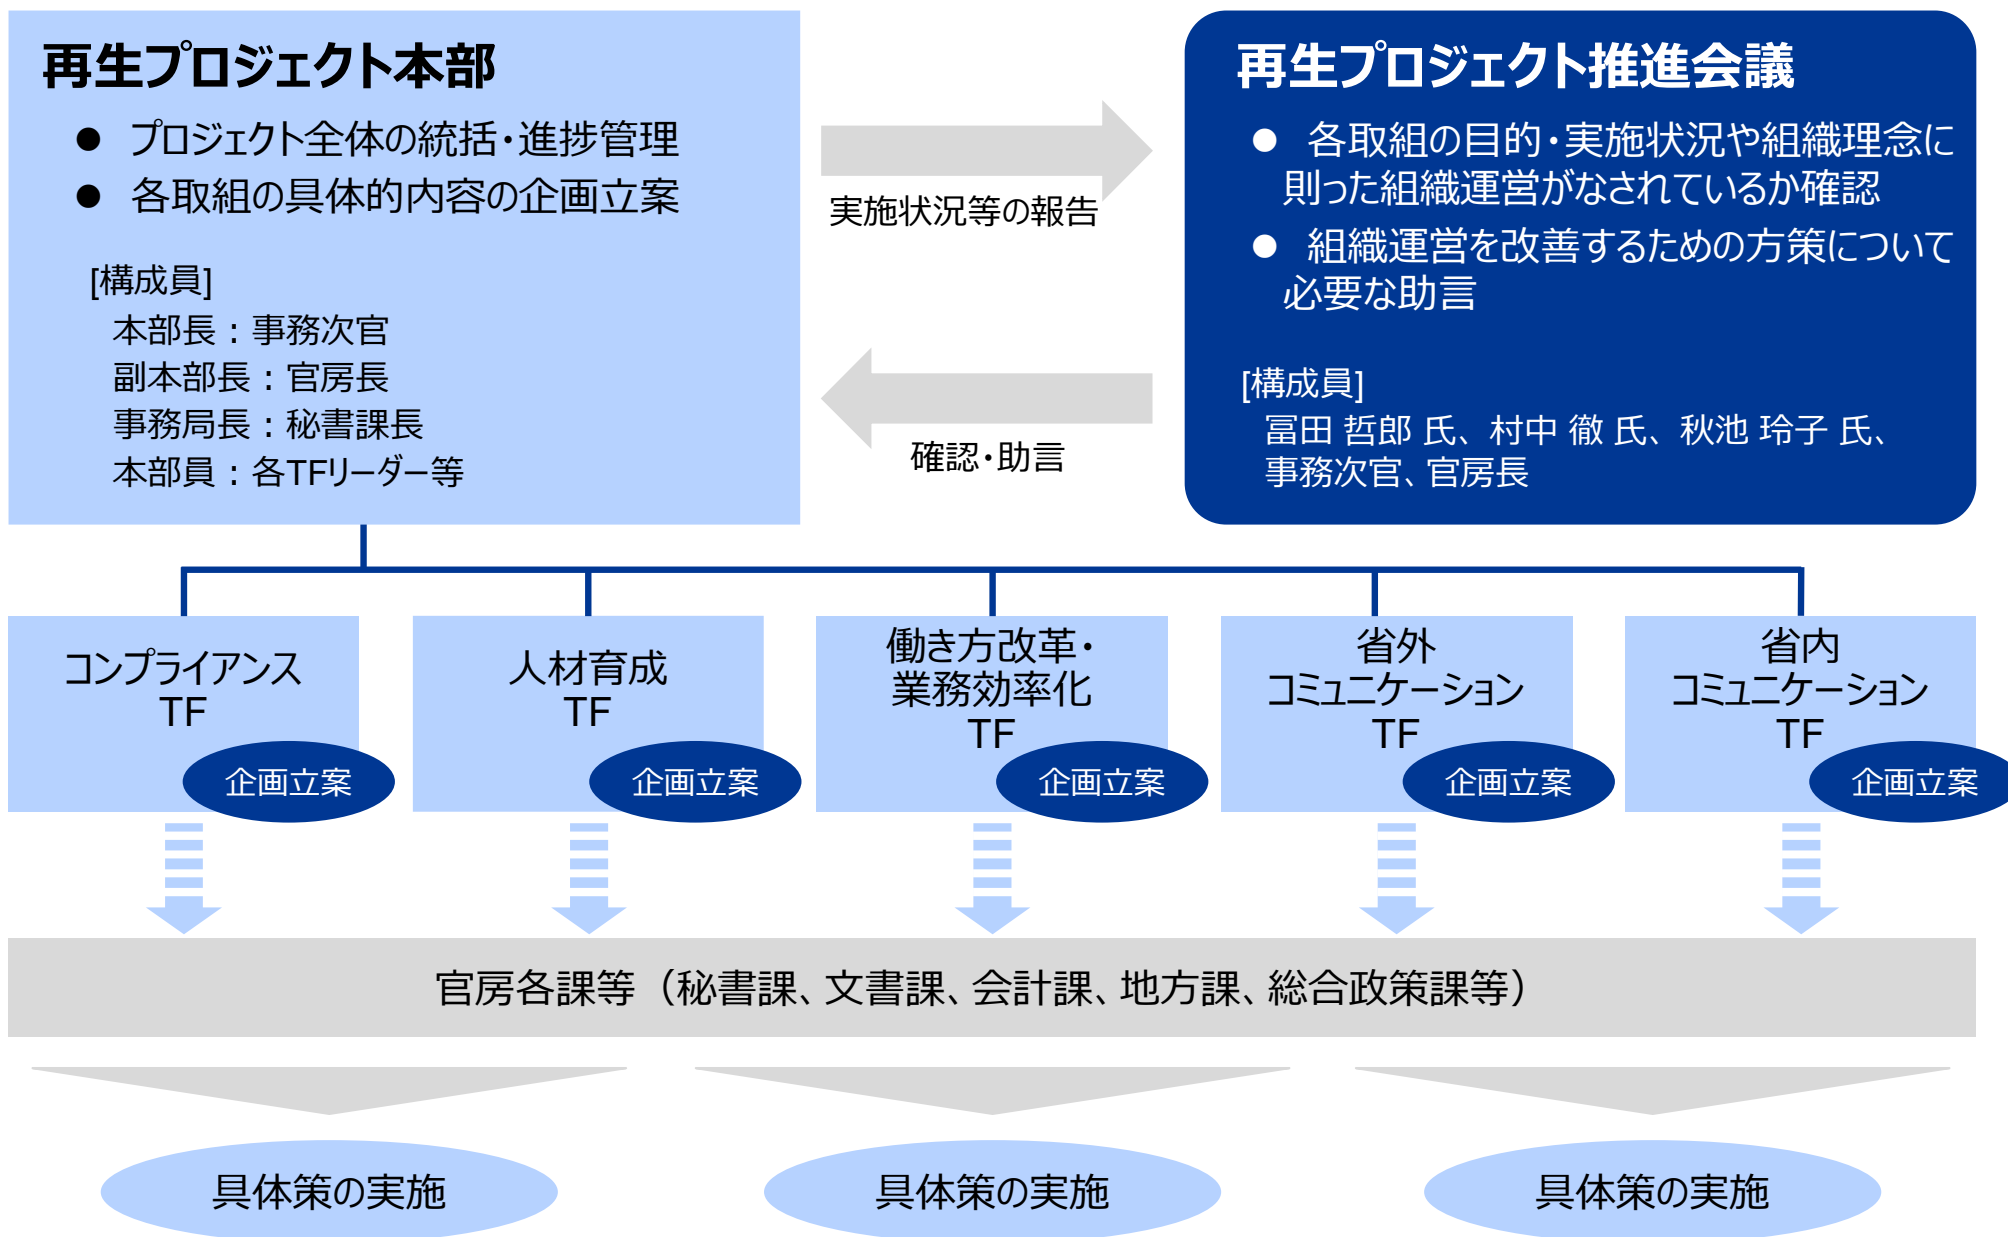 再生プロジェクト本部
● プロジェクト全体の統括・進捗管理
● 各取組の具体的内容の企画立案
[構成員]
本部長：事務次官
副本部長：官房長
事務局長：秘書課長
本部員：各TFリーダー等
実施状況等の報告
確認・助言
再生プロジェクト推進会議
● 各取組の目的・実施状況や組織理念に
則った組織運営がなされているか確認
● 組織運営を改善するための方策について
必要な助言
[構成員]
冨田 哲郎 氏、村中 徹 氏、秋池 玲子 氏、
事務次官、官房長
コンプライアンス
TF
企画立案
人材育成
TF
企画立案
働き方改革・
業務効率化
TF
企画立案
省外
コミュニケーション
TF
企画立案
省内
コミュニケーション
TF
企画立案
官房各課等（秘書課、文書課、会計課、地方課、総合政策課等）
具体策の実施
具体策の実施
具体策の実施